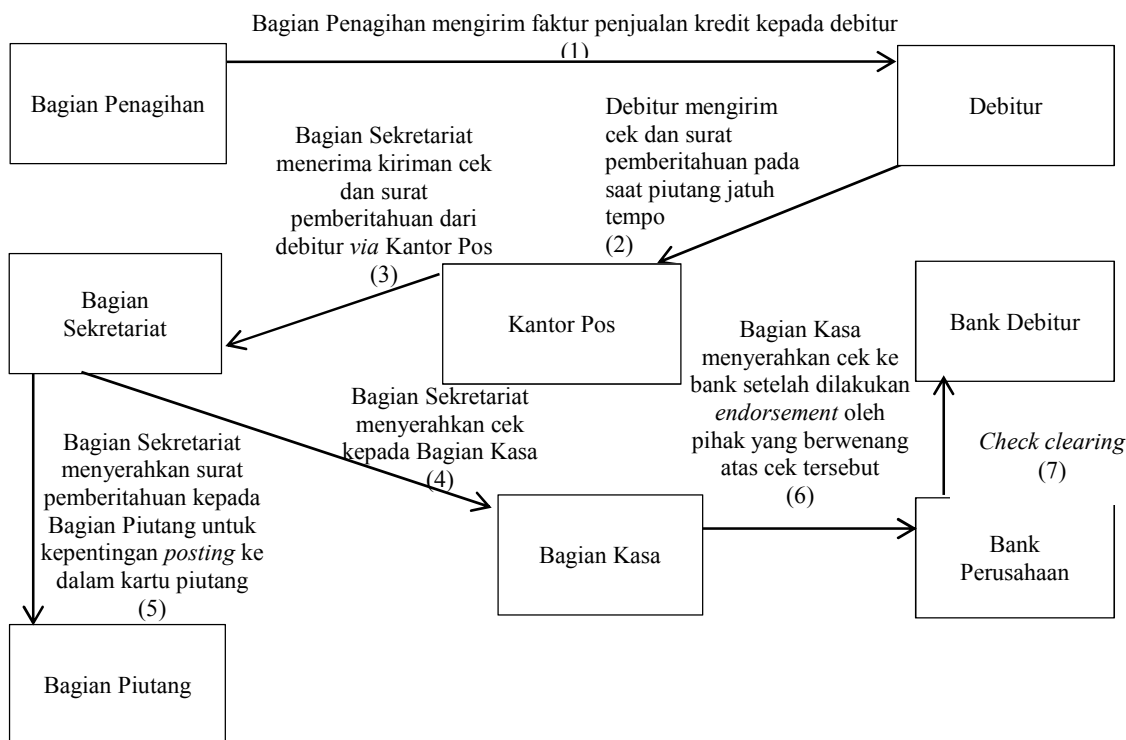 Bagian Penagihan mengirim faktur penjualan kredit kepada debitur
(1)
Bagian Penagihan
Debitur
Debitur mengirim
cek dan surat
pemberitahuan pada
saat piutang jatuh
tempo
(2)
Bagian Sekretariat
menerima kiriman cek
dan surat
pemberitahuan dari
debitur via Kantor Pos
(3)
Bagian
Sekretariat
Kantor Pos
Bank Debitur
Bagian Kasa
menyerahkan cek ke
bank setelah dilakukan
endorsement oleh
pihak yang berwenang
atas cek tersebut
(6)
Bagian Sekretariat
menyerahkan cek
kepada Bagian Kasa
(4)
Check clearing
(7)
Bagian Sekretariat
menyerahkan surat
pemberitahuan kepada
Bagian Piutang untuk
kepentingan posting ke
dalam kartu piutang
(5)
Bagian Kasa
Bank
Perusahaan
Bagian Piutang